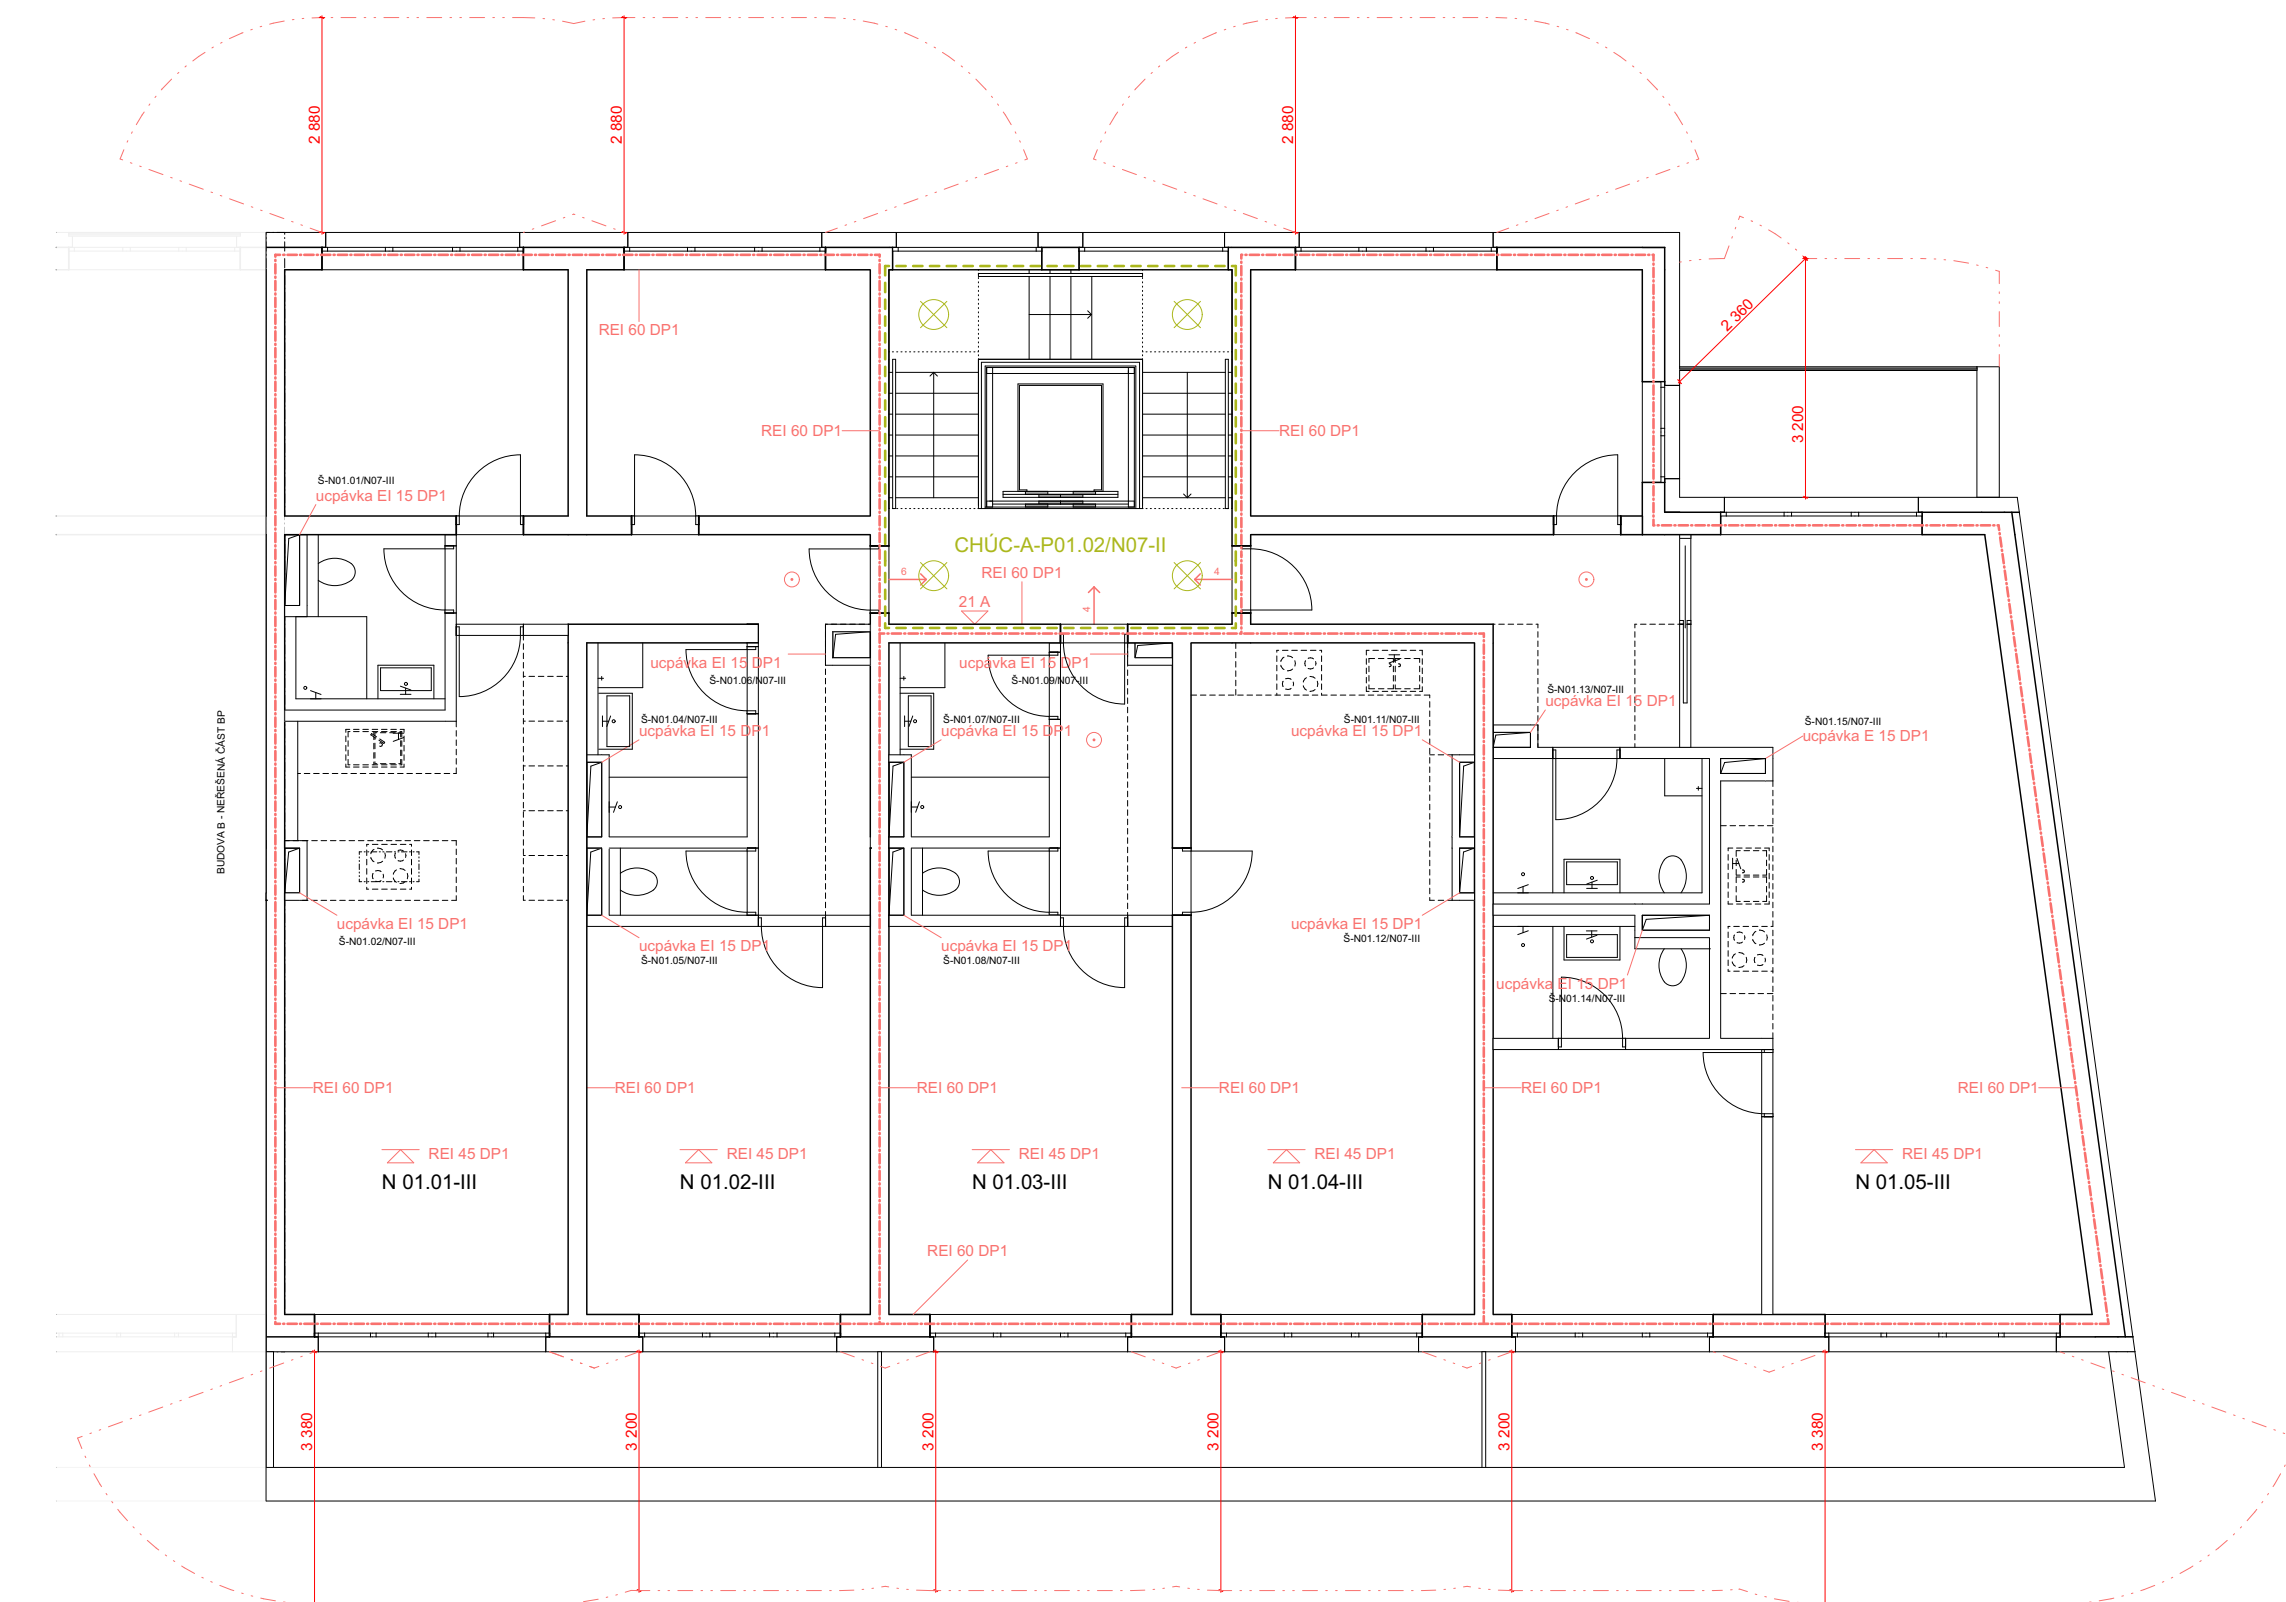 2 880
2 880
2 880
2 360
3 200
REI 60 DP1
REI 60 DP1
REI 60 DP1
Š-N01.01/N07-III
ucpávka EI 15 DP1
CHÚC-A-P01.02/N07-II
REI 60 DP1
6
4
21 A
4
ucpávka EI 15 DP1
Š-N01.06/N07-III
ucpávka EI 15 DP1
Š-N01.09/N07-III
Š-N01.13/N07-III
ucpávka EI 15 DP1
Š-N01.04/N07-III
ucpávka EI 15 DP1
Š-N01.07/N07-III
ucpávka EI 15 DP1
Š-N01.11/N07-III
ucpávka EI 15 DP1
Š-N01.15/N07-III
ucpávka E 15 DP1
BUDOVA B - NEŘEŠENÁ ČÁST BP
ucpávka EI 15 DP1
Š-N01.02/N07-III
ucpávka EI 15 DP1
Š-N01.05/N07-III
ucpávka EI 15 DP1
Š-N01.08/N07-III
ucpávka EI 15 DP1
Š-N01.12/N07-III
ucpávka EI 15 DP1
Š-N01.14/N07-III
REI 60 DP1
REI 60 DP1
REI 60 DP1
REI 60 DP1
REI 60 DP1
REI 60 DP1
REI 45 DP1
N 01.01-III
REI 45 DP1
N 01.02-III
REI 45 DP1
N 01.03-III
REI 45 DP1
N 01.04-III
REI 45 DP1
N 01.05-III
REI 60 DP1
3 380
3 200
3 200
3 200
3 200
3 380